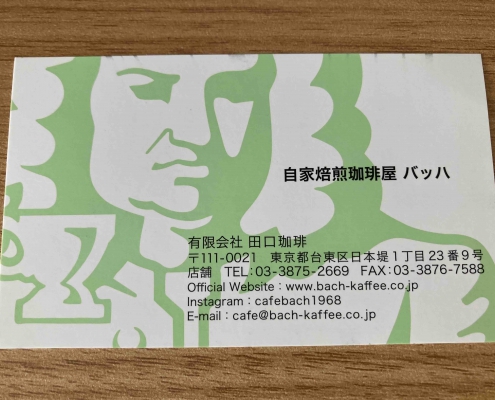 自家焙煎珈琲屋 バッハ
有限会社 田口珈琲
〒111-0021 東京都台東区日本堤1丁目23番9号
店舗 TEL:03-3875-2669 FAX:03-3876-7588
Official Website : www.bach-kaffee.co.jp
Instagram : cafebach1968
E-mail : cafe@bach-kaffee.co.jp